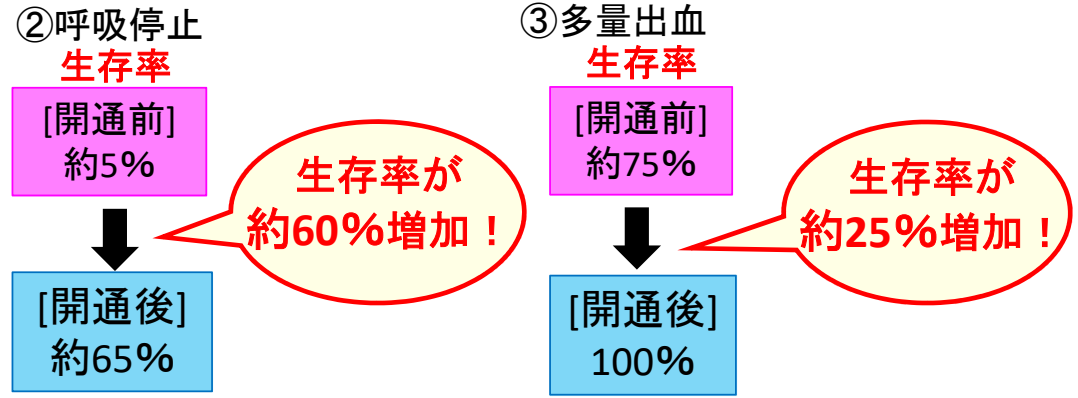 ②呼吸停止
生存率
[開通前]
約5%
生存率が
約60%増加！
[開通後]
約65%
③多量出血
生存率
[開通前]
約75%
生存率が
約25%増加！
[開通後]
100%